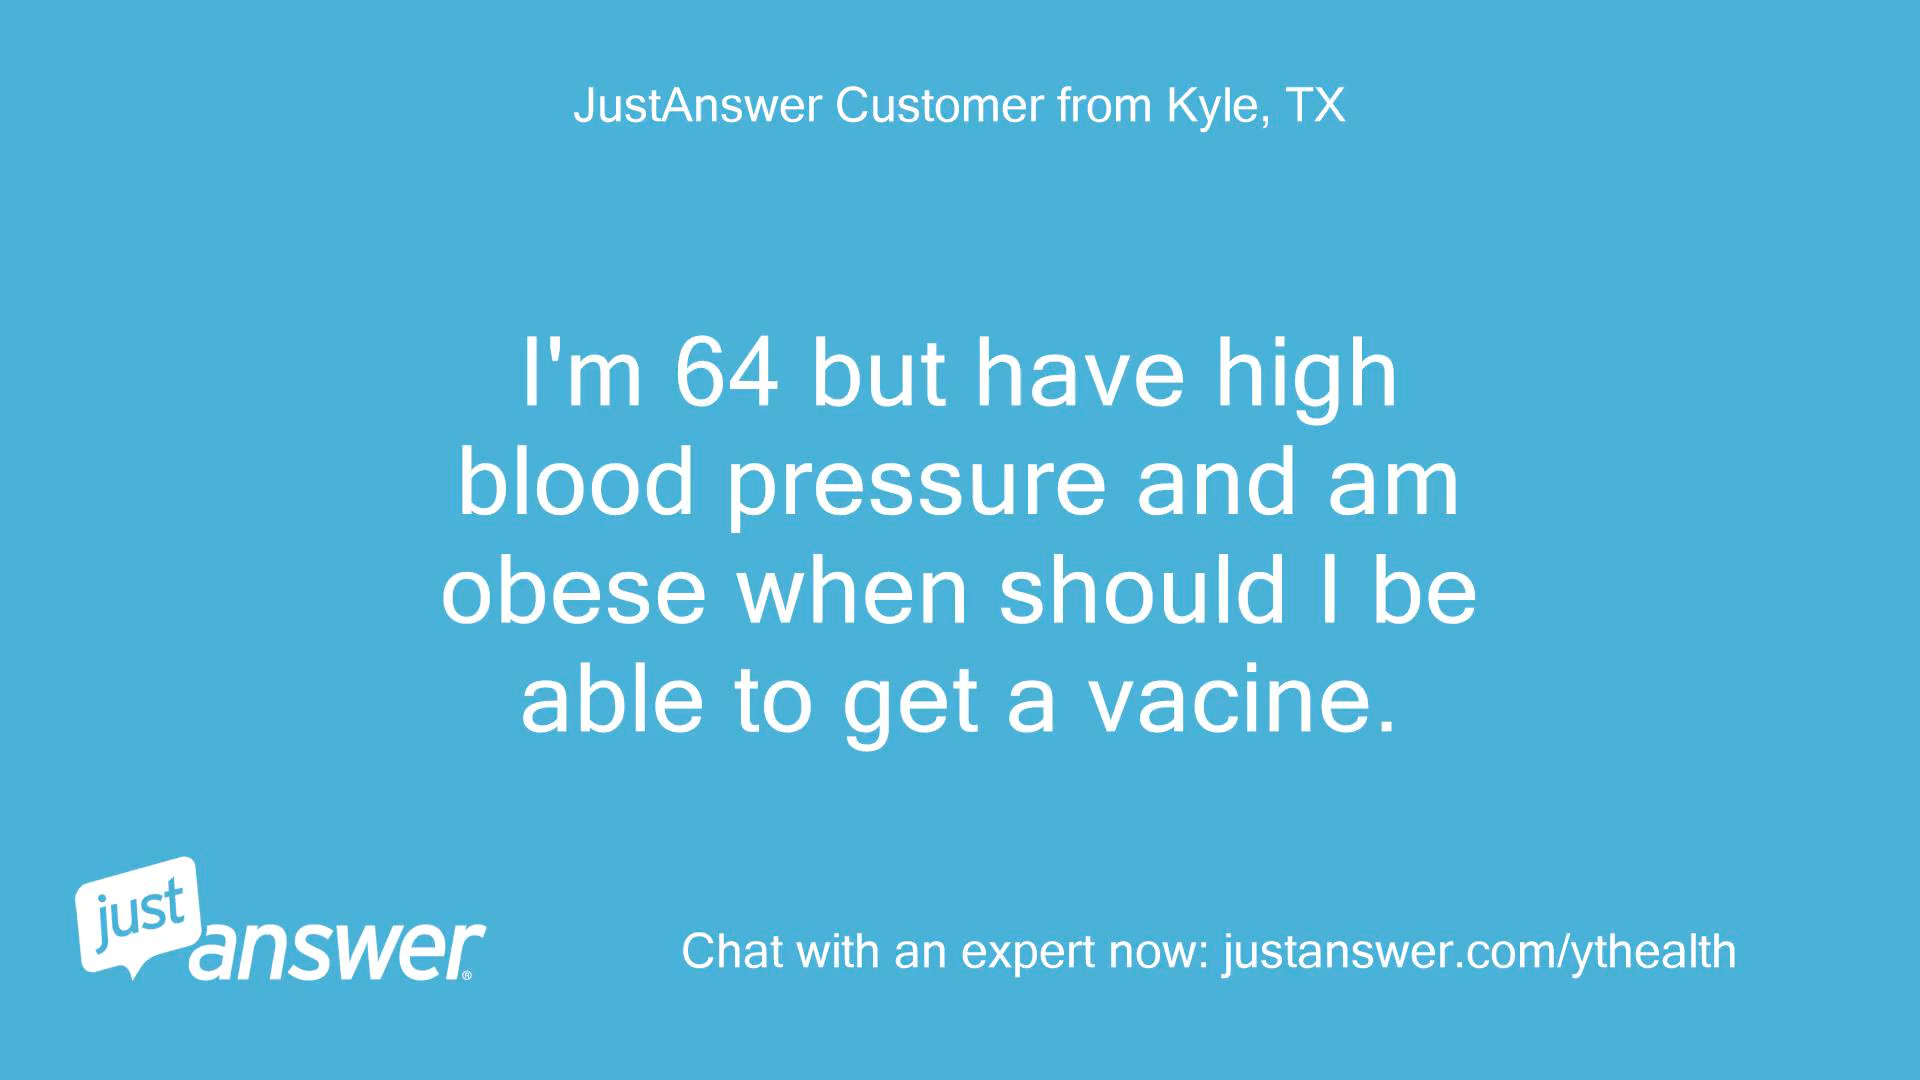 JustAnswer Customer from Kyle, TX
I'm 64 but have high
blood pressure and am
obese when should I be
able to get a vacine.
just
answer®
Chat with an expert now: justanswer.com/ythealth